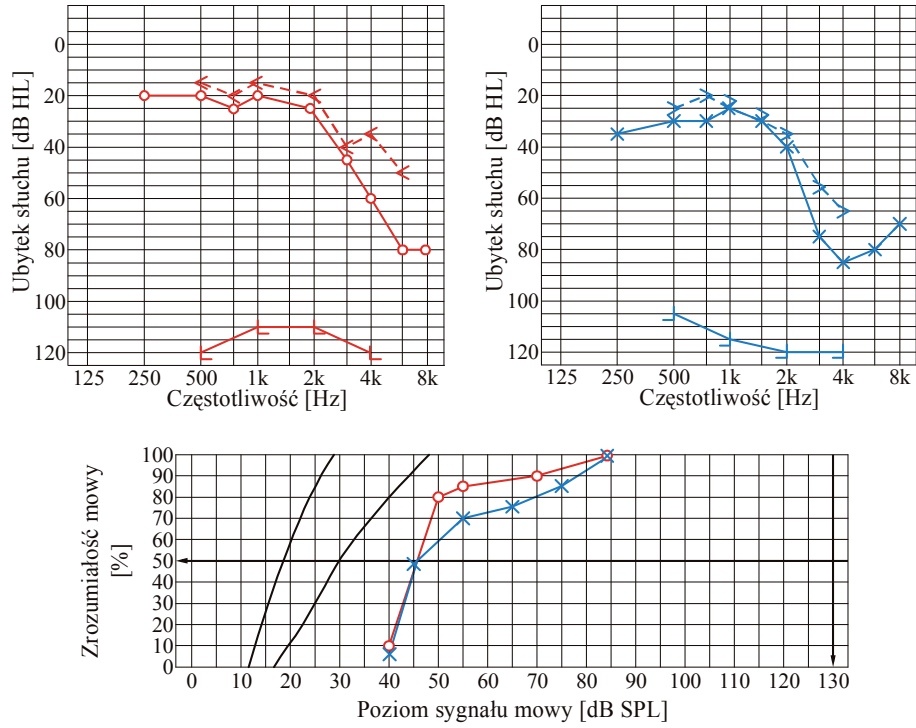 Ubytek słuchu [dB HL]
0
20
40
60
80
100
120
125 250 500 1k 2k 4k 8k
Częstotliwość [Hz]
Ubytek słuchu [dB HL]
0
20
40
60
80
100
120
125 250 500 1k 2k 4k 8k
Częstotliwość [Hz]
Zrozumiałość mowy
[%]
100
90
80
70
60
50
40
30
20
10
0
0 10 20 30 40 50 60 70 80 90 100 110 120 130
Poziom sygnału mowy [dB SPL]